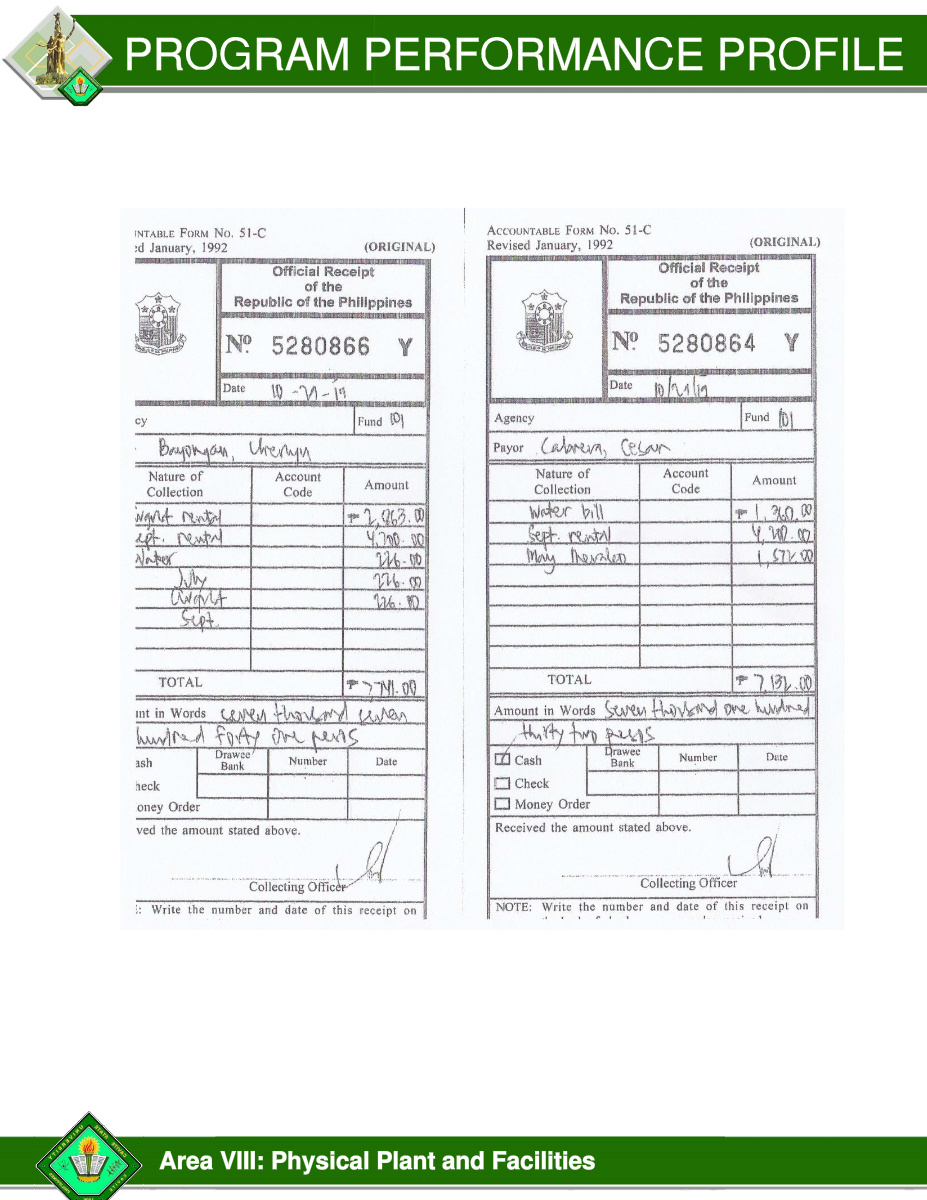 PROGRAM PERFORMANCE PROFILE
NTABLE FORM NO. 51-C
d January, 1992
(ORIGINAL)
Official Receipt
of the
Republic of the Philippines
Nº 5280866 Y
Date 10-21-19
cy
Fund 101
Nature of Collection Account Code Amount
rental ₱ 2,863.00
ept. rental 4,200.00
Water 226.00
July 226.00
August 226.00
Sept.
TOTAL ₱ 7,741.00
nt in Words seven thousand seven
hundred forty one pesos
ash Drawee Bank Number Date
heck
oney Order
ved the amount stated above.
Collecting Officer
: Write the number and date of this receipt on
ACCOUNTABLE FORM NO. 51-C
Revised January, 1992
(ORIGINAL)
Official Receipt
of the
Republic of the Philippines
Nº 5280864 Y
Date 10/21/19
Agency
Fund 101
Payor Cabrera, Cesar
Nature of Collection Account Code Amount
Water bill ₱ 1,360.00
Sept. rental 4,200.00
May 1,572.00
TOTAL ₱ 7,132.00
Amount in Words Seven thousand one hundred
thirty two pesos
Cash Drawee Bank Number Date
Check
Money Order
Received the amount stated above.
Collecting Officer
NOTE: Write the number and date of this receipt on
Area VIII: Physical Plant and Facilities